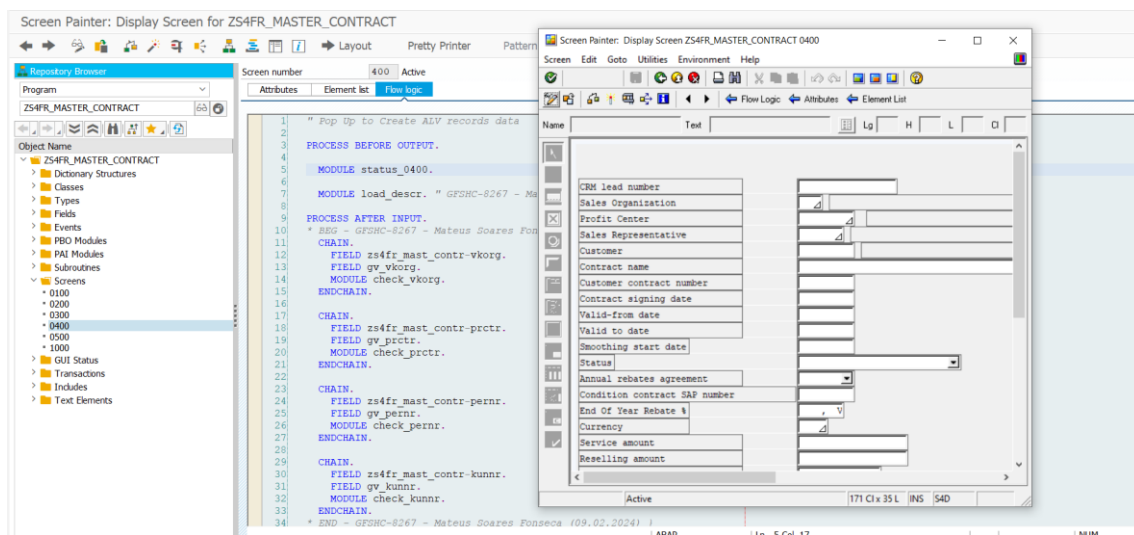 Screen Painter: Display Screen for ZS4FR_MASTER_CONTRACT
Layout Pretty Printer Pattern
Repository Browser
Program
ZS4FR_MASTER_CONTRACT
Object Name
ZS4FR_MASTER_CONTRACT
Dictionary Structures
Classes
Types
Fields
Events
PBO Modules
PAI Modules
Subroutines
Screens
0100
0200
0300
0400
0500
1000
GUI Status
Transactions
Includes
Text Elements
Screen number 400 Active
Attributes Element list Flow logic
1 " Pop Up to Create ALV records data
2
3 PROCESS BEFORE OUTPUT.
4
5 MODULE status_0400.
6
7 MODULE load_descr. " GFSHC-8267 - Ma
8
9 PROCESS AFTER INPUT.
10 * BEG - GFSHC-8267 - Mateus Soares Fon
11 CHAIN.
12 FIELD zs4fr_mast_contr-vkorg.
13 FIELD gv_vkorg.
14 MODULE check_vkorg.
15 ENDCHAIN.
16
17 CHAIN.
18 FIELD zs4fr_mast_contr-prctr.
19 FIELD gv_prctr.
20 MODULE check_prctr.
21 ENDCHAIN.
22
23 CHAIN.
24 FIELD zs4fr_mast_contr-pernr.
25 FIELD gv_pernr.
26 MODULE check_pernr.
27 ENDCHAIN.
28
29 CHAIN.
30 FIELD zs4fr_mast_contr-kunnr.
31 FIELD gv_kunnr.
32 MODULE check_kunnr.
33 ENDCHAIN.
34 * END - GFSHC-8267 - Mateus Soares Fonseca (09.02.2024) )
ABAP Ln 5 Col 17 NUM
Screen Painter: Display Screen ZS4FR_MASTER_CONTRACT 0400
Screen Edit Goto Utilities Environment Help
Flow Logic Attributes Element List
Name Text Lg H L Cl
CRM lead number
Sales Organization
Profit Center
Sales Representative
Customer
Contract name
Customer contract number
Contract signing date
Valid-from date
Valid to date
Smoothing start date
Status
Annual rebates agreement
Condition contract SAP number
End Of Year Rebate % , V
Currency
Service amount
Reselling amount
Active 171 Cl x 35 L INS S4D